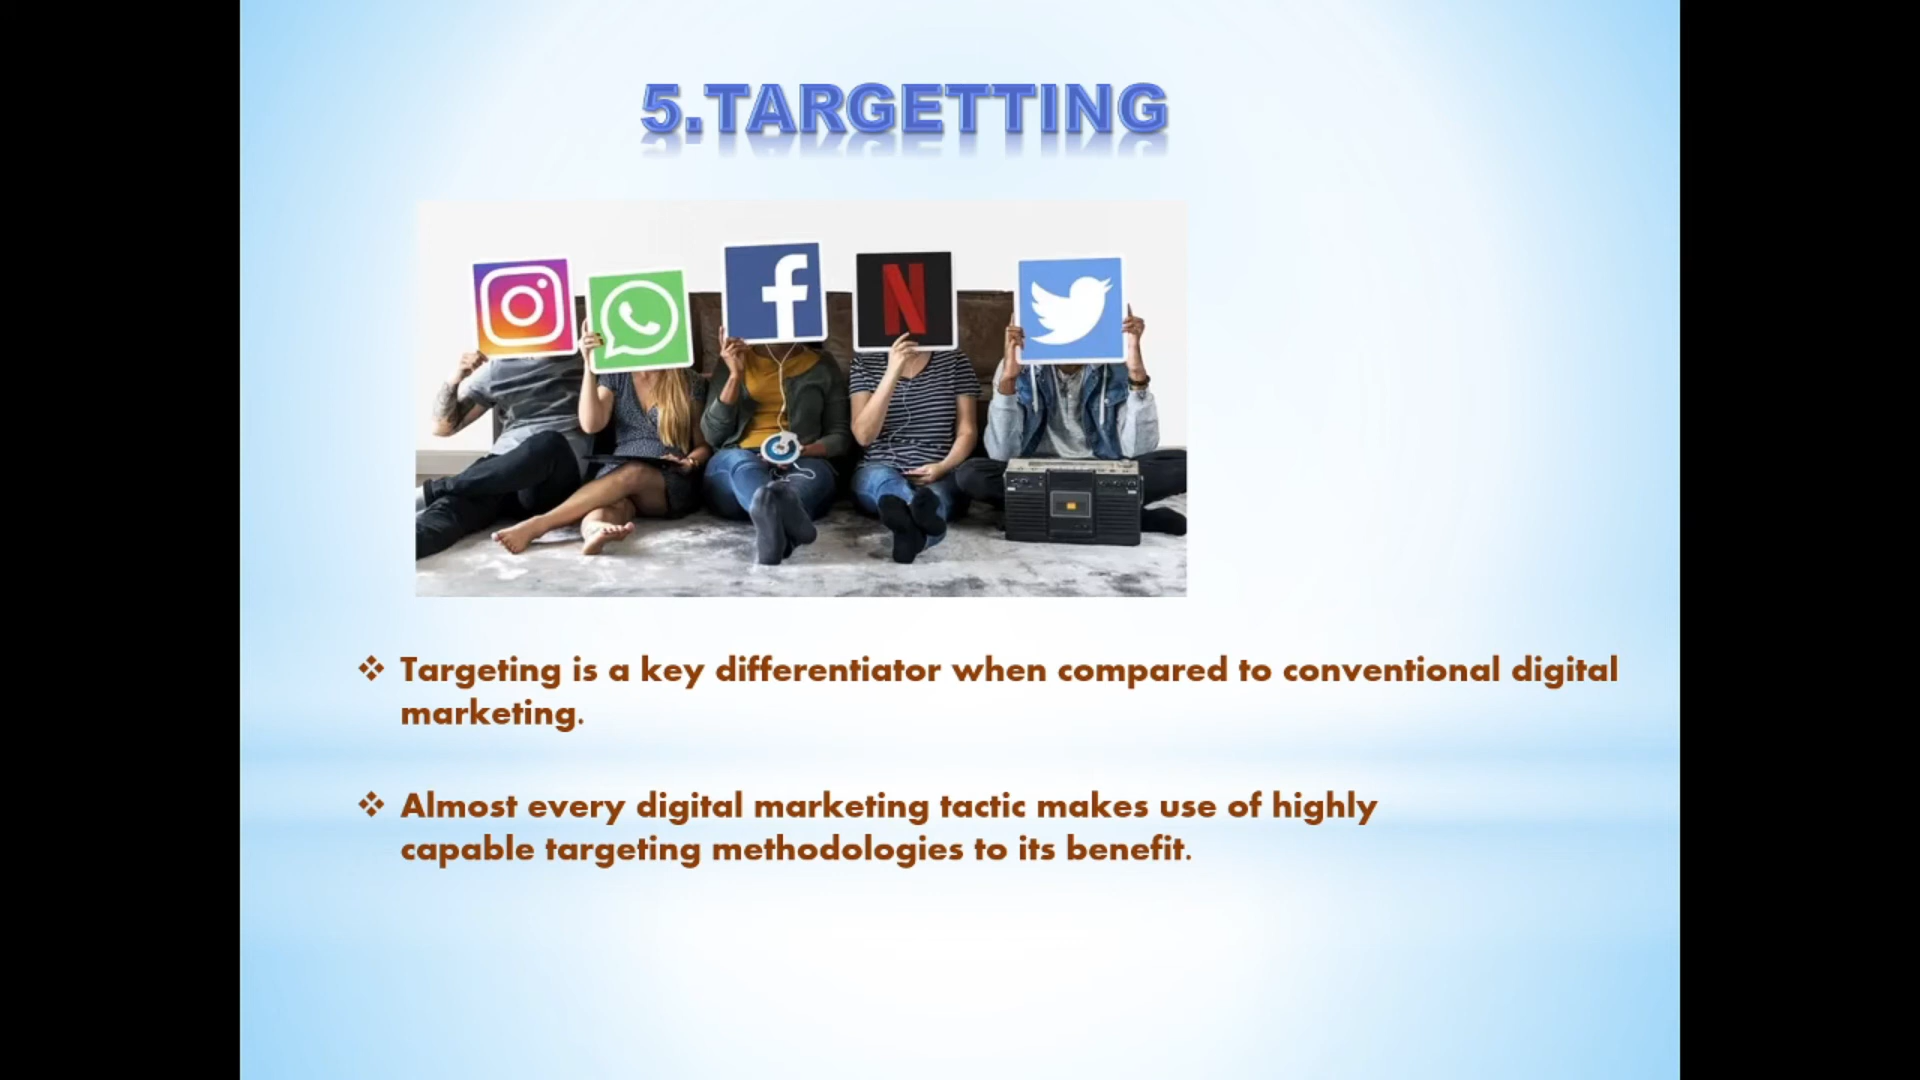 5.TARGETTING
f
N
❖ Targeting is a key differentiator when compared to conventional digital
marketing.
❖ Almost every digital marketing tactic makes use of highly
capable targeting methodologies to its benefit.